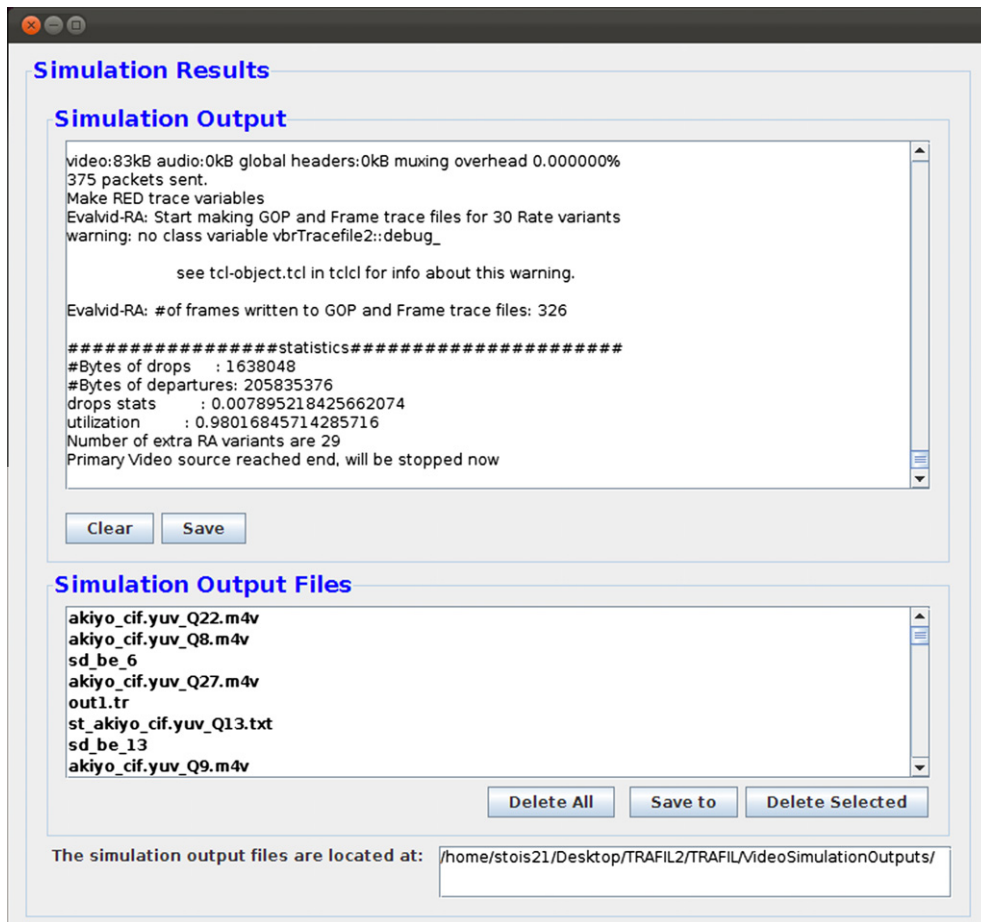 Simulation Results
Simulation Output
video:83kB audio:0kB global headers:0kB muxing overhead 0.000000%
375 packets sent.
Make RED trace variables
Evalvid-RA: Start making GOP and Frame trace files for 30 Rate variants
warning: no class variable vbrTracefile2::debug_
see tcl-object.tcl in tclcl for info about this warning.
Evalvid-RA: #of frames written to GOP and Frame trace files: 326
#################statistics######################
#Bytes of drops : 1638048
#Bytes of departures: 205835376
drops stats : 0.007895218425662074
utilization : 0.98016845714285716
Number of extra RA variants are 29
Primary Video source reached end, will be stopped now
Clear Save
Simulation Output Files
akiyo_cif.yuv_Q22.m4v
akiyo_cif.yuv_Q8.m4v
sd_be_6
akiyo_cif.yuv_Q27.m4v
out1.tr
st_akiyo_cif.yuv_Q13.txt
sd_be_13
akiyo_cif.yuv_Q9.m4v
Delete All Save to Delete Selected
The simulation output files are located at: /home/stois21/Desktop/TRAFIL2/TRAFIL/VideoSimulationOutputs/